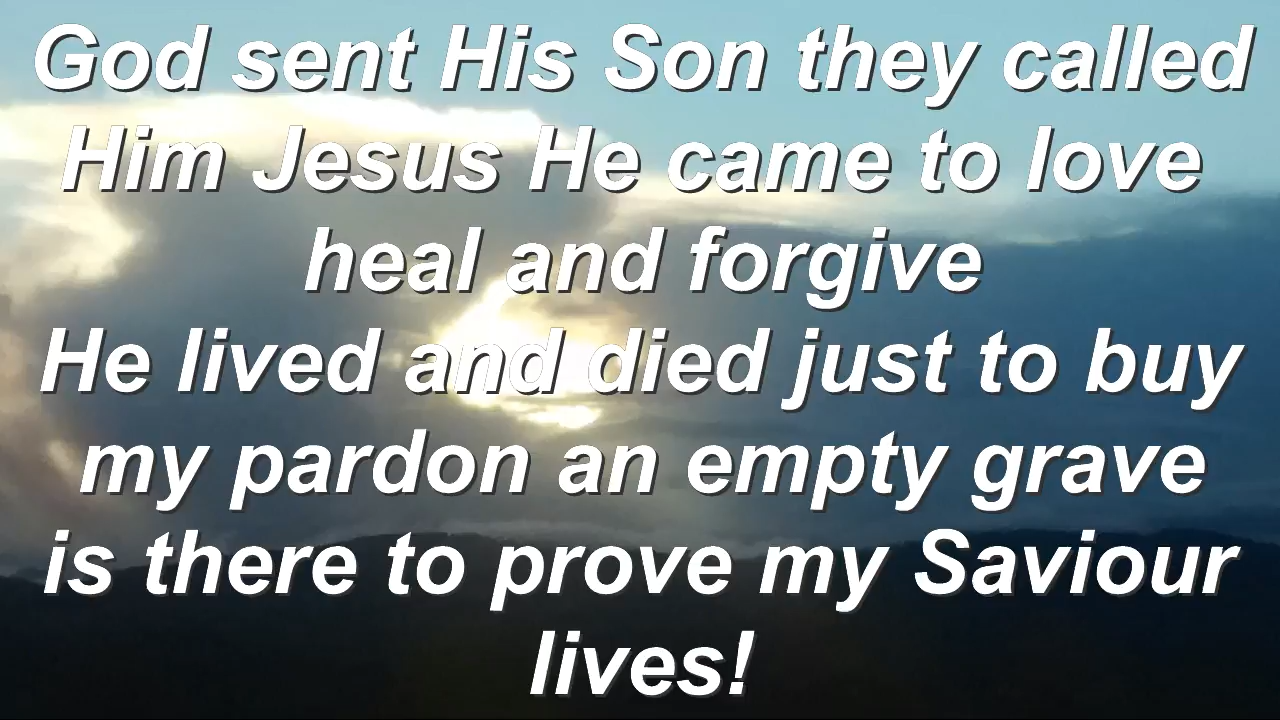 God sent His Son they called
Him Jesus He came to love
heal and forgive
He lived and died just to buy
my pardon an empty grave
is there to prove my Saviour
lives!